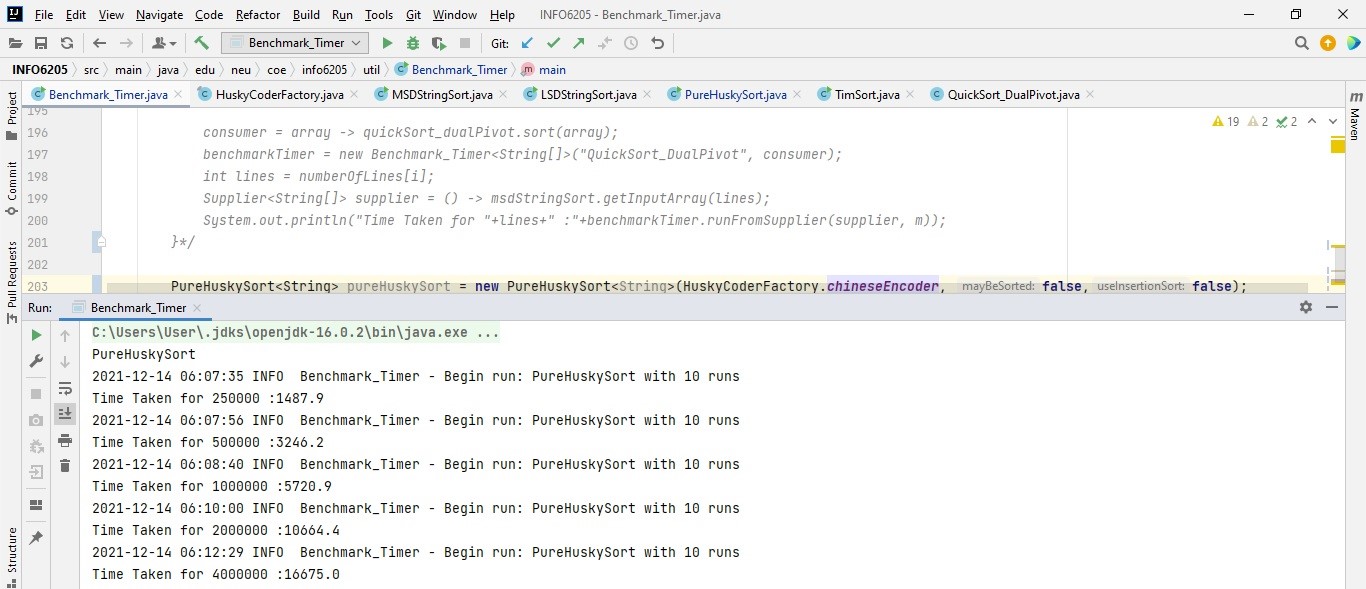 File Edit View Navigate Code Refactor Build Run Tools Git Window Help INFO6205 - Benchmark_Timer.java
Benchmark_Timer Git:
INFO6205 src main java edu neu coe info6205 util Benchmark_Timer main
Benchmark_Timer.java HuskyCoderFactory.java MSDStringSort.java LSDStringSort.java PureHuskySort.java TimSort.java QuickSort_DualPivot.java
Project
Commit
Pull Requests
Structure
Maven
19 2 2
195
196 consumer = array -> quickSort_dualPivot.sort(array);
197 benchmarkTimer = new Benchmark_Timer<String[]>("QuickSort_DualPivot", consumer);
198 int lines = numberOfLines[i];
199 Supplier<String[]> supplier = () -> msdStringSort.getInputArray(lines);
200 System.out.println("Time Taken for "+lines+" :"+benchmarkTimer.runFromSupplier(supplier, m));
201 }*/
202
203 PureHuskySort<String> pureHuskySort = new PureHuskySort<String>(HuskyCoderFactory.chineseEncoder, mayBeSorted: false, useInsertionSort: false);
Run: Benchmark_Timer
C:\Users\User\.jdks\openjdk-16.0.2\bin\java.exe ...
PureHuskySort
2021-12-14 06:07:35 INFO Benchmark_Timer - Begin run: PureHuskySort with 10 runs
Time Taken for 250000 :1487.9
2021-12-14 06:07:56 INFO Benchmark_Timer - Begin run: PureHuskySort with 10 runs
Time Taken for 500000 :3246.2
2021-12-14 06:08:40 INFO Benchmark_Timer - Begin run: PureHuskySort with 10 runs
Time Taken for 1000000 :5720.9
2021-12-14 06:10:00 INFO Benchmark_Timer - Begin run: PureHuskySort with 10 runs
Time Taken for 2000000 :10664.4
2021-12-14 06:12:29 INFO Benchmark_Timer - Begin run: PureHuskySort with 10 runs
Time Taken for 4000000 :16675.0